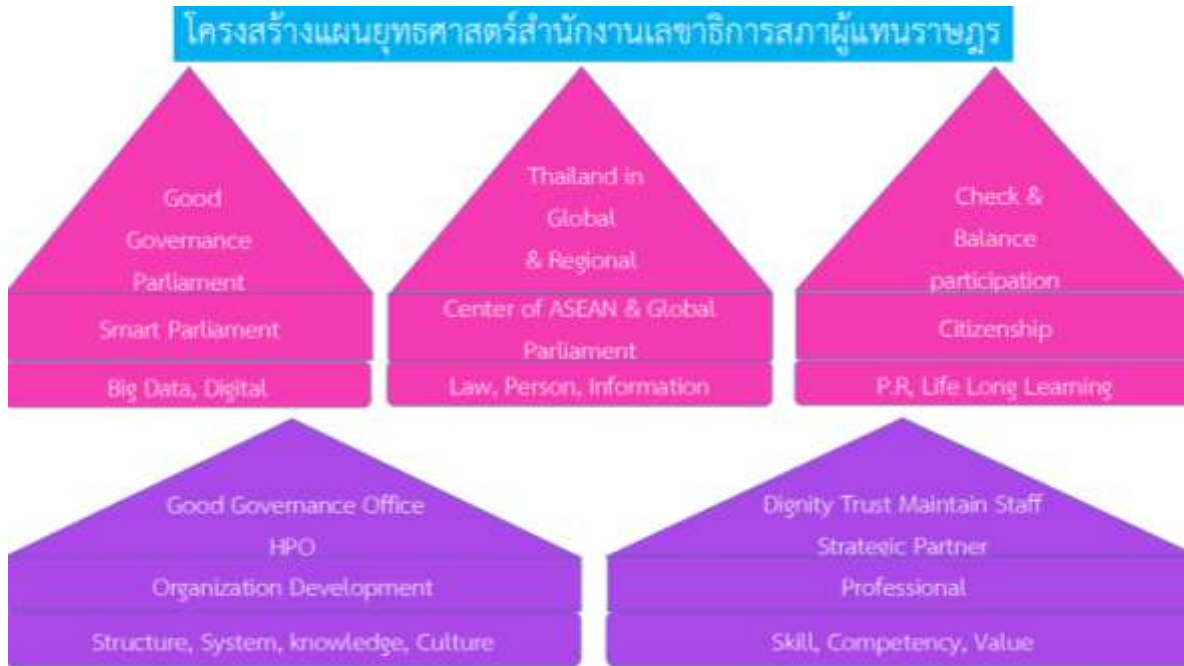 โครงสร้างแผนยุทธศาสตร์สำนักงานเลขาธิการสภาผู้แทนราษฎร
Good
Governance
Parliament
Smart Parliament
Big Data, Digital
Thailand in
Global
& Regional
Center of ASEAN & Global
Parliament
Law, Person, Information
Check &
Balance
participation
Citizenship
P.R, Life Long Learning
Good Governance Office
HPO
Organization Development
Structure, System, knowledge, Culture
Dignity Trust Maintain Staff
Strategic Partner
Professional
Skill, Competency, Value